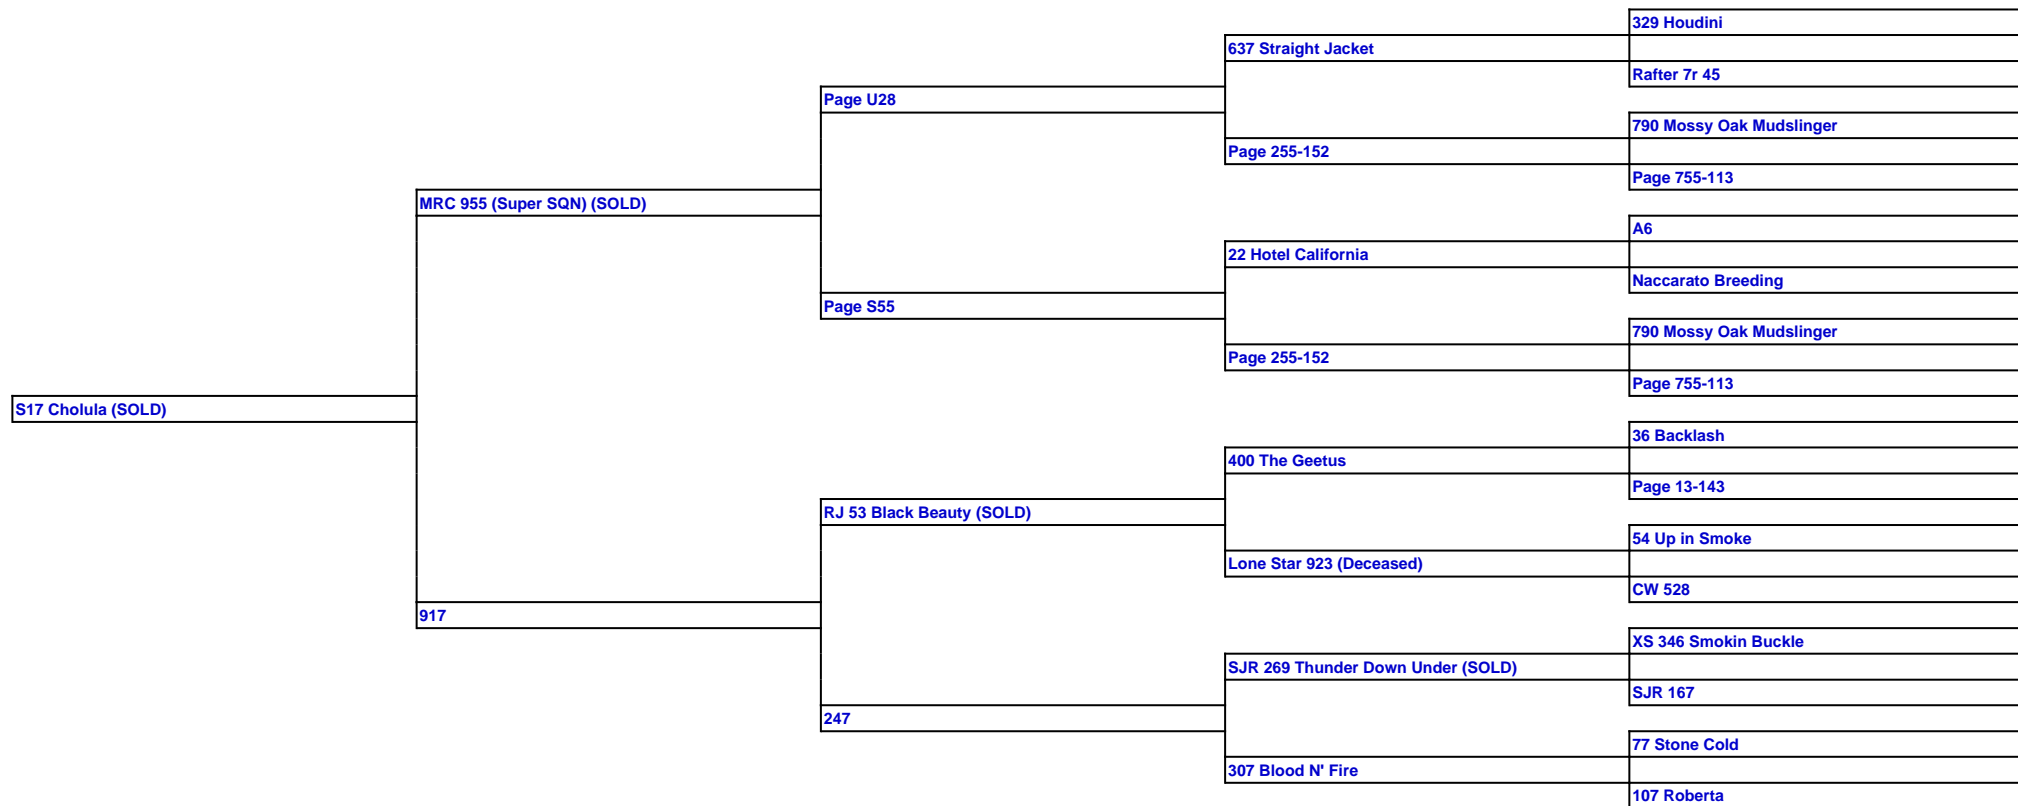 329 Houdini
637 Straight Jacket
Rafter 7r 45
Page U28
790 Mossy Oak Mudslinger
Page 255-152
Page 755-113
MRC 955 (Super SQN) (SOLD)
A6
22 Hotel California
Naccarato Breeding
Page S55
790 Mossy Oak Mudslinger
Page 255-152
Page 755-113
S17 Cholula (SOLD)
36 Backlash
400 The Geetus
Page 13-143
RJ 53 Black Beauty (SOLD)
54 Up in Smoke
Lone Star 923 (Deceased)
CW 528
917
XS 346 Smokin Buckle
SJR 269 Thunder Down Under (SOLD)
SJR 167
247
77 Stone Cold
307 Blood N' Fire
107 Roberta